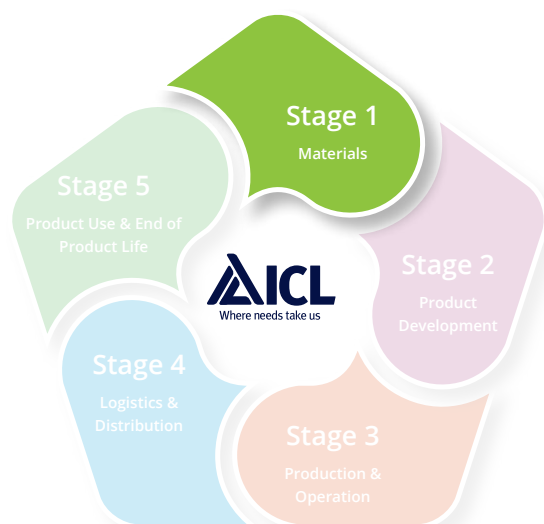 Stage 1
Materials
Stage 2
Product
Development
Stage 3
Production &
Operation
Stage 4
Logistics &
Distribution
Stage 5
Product Use & End of
Product Life
ICL
Where needs take us